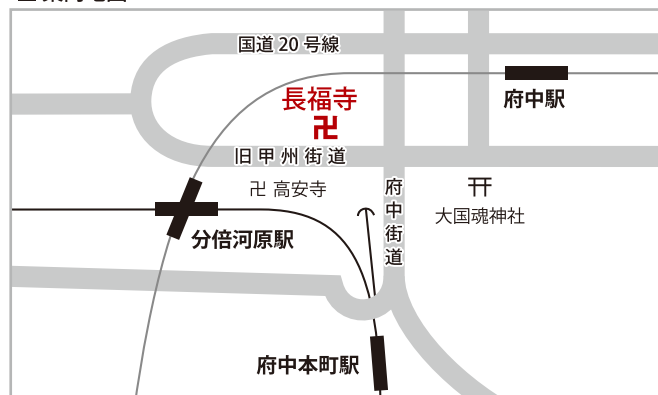 国道20号線
府中駅
長福寺
卍
旧甲州街道
卍 高安寺
府中街道
大国魂神社
分倍河原駅
府中本町駅